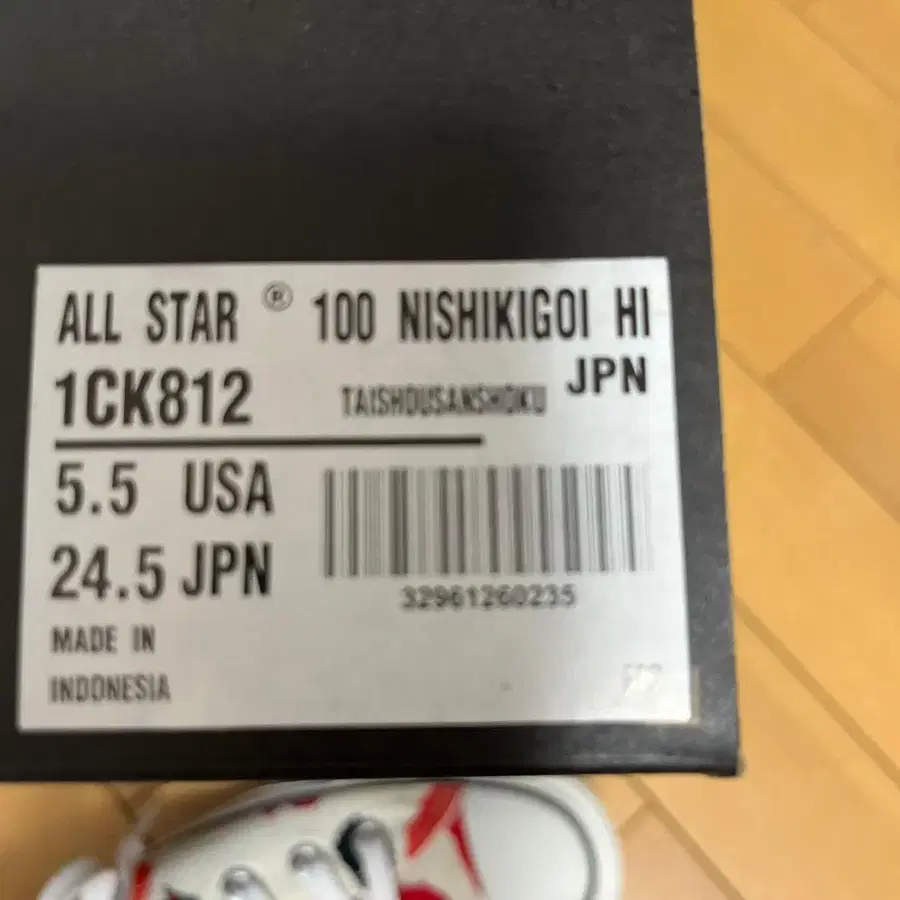 ALL STAR ® 100 NISHIKIGOI HI
1CK812 TAISHOUSANSHOKU JPN
5.5 USA
24.5 JPN
32961260235
MADE IN
INDONESIA